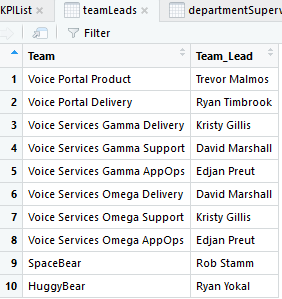 KPIList teamLeads departmentSuperv
Filter
Team Team_Lead
1 Voice Portal Product Trevor Malmos
2 Voice Portal Delivery Ryan Timbrook
3 Voice Services Gamma Delivery Kristy Gillis
4 Voice Services Gamma Support David Marshall
5 Voice Services Gamma AppOps Edjan Preut
6 Voice Services Omega Delivery David Marshall
7 Voice Services Omega Support Kristy Gillis
8 Voice Services Omega AppOps Edjan Preut
9 SpaceBear Rob Stamm
10 HuggyBear Ryan Yokal